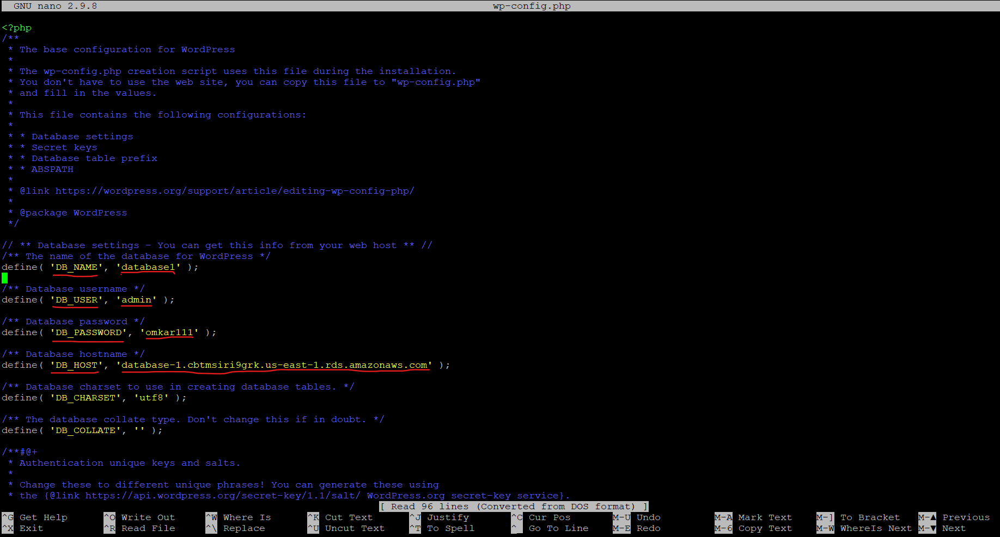 GNU nano 2.9.8 wp-config.php
<?php
/**
 * The base configuration for WordPress
 *
 * The wp-config.php creation script uses this file during the installation.
 * You don't have to use the web site, you can copy this file to "wp-config.php"
 * and fill in the values.
 *
 * This file contains the following configurations:
 *
 * * Database settings
 * * Secret keys
 * * Database table prefix
 * * ABSPATH
 *
 * @link https://wordpress.org/support/article/editing-wp-config-php/
 *
 * @package WordPress
 */
// ** Database settings - You can get this info from your web host ** //
/** The name of the database for WordPress */
define( 'DB_NAME', 'database1' );
/** Database username */
define( 'DB_USER', 'admin' );
/** Database password */
define( 'DB_PASSWORD', 'omkar111' );
/** Database hostname */
define( 'DB_HOST', 'database-1.cbtmsiri9grk.us-east-1.rds.amazonaws.com' );
/** Database charset to use in creating database tables. */
define( 'DB_CHARSET', 'utf8' );
/** The database collate type. Don't change this if in doubt. */
define( 'DB_COLLATE', '' );
/**#@+
 * Authentication unique keys and salts.
 *
 * Change these to different unique phrases! You can generate these using
 * the {@link https://api.wordpress.org/secret-key/1.1/salt/ WordPress.org secret-key service}.
[ Read 96 lines (Converted from DOS format) ]
^G Get Help ^O Write Out ^W Where Is ^K Cut Text ^J Justify ^C Cur Pos M-U Undo M-A Mark Text M-] To Bracket M-▲ Previous
^X Exit ^R Read File ^\ Replace ^U Uncut Text ^T To Spell ^ Go To Line M-E Redo M-6 Copy Text M-W WhereIs Next M-▼ Next